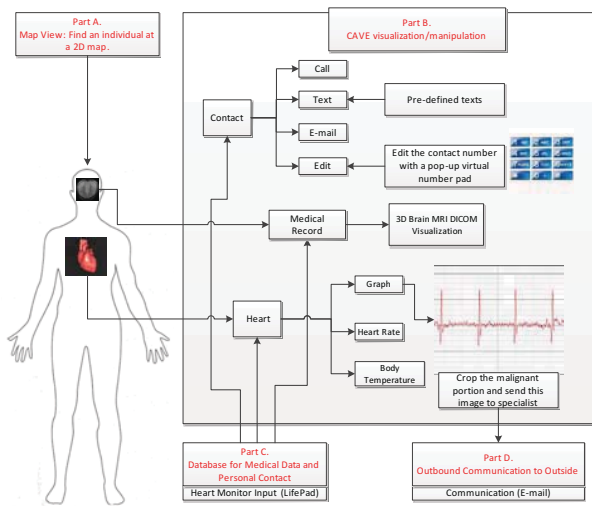 Part A.
Map View: Find an individual at
a 2D map.
Part B.
CAVE visualization/manipulation
Call
Contact
Text
Pre-defined texts
E-mail
Edit
Edit the contact number
with a pop-up virtual
number pad
Medical
Record
3D Brain MRI DICOM
Visualization
Graph
Heart
Heart Rate
Body
Temperature
Crop the malignant
portion and send this
image to specialist
Part C.
Database for Medical Data and
Personal Contact
Heart Monitor Input (LifePad)
Part D.
Outbound Communication to Outside
Communication (E-mail)